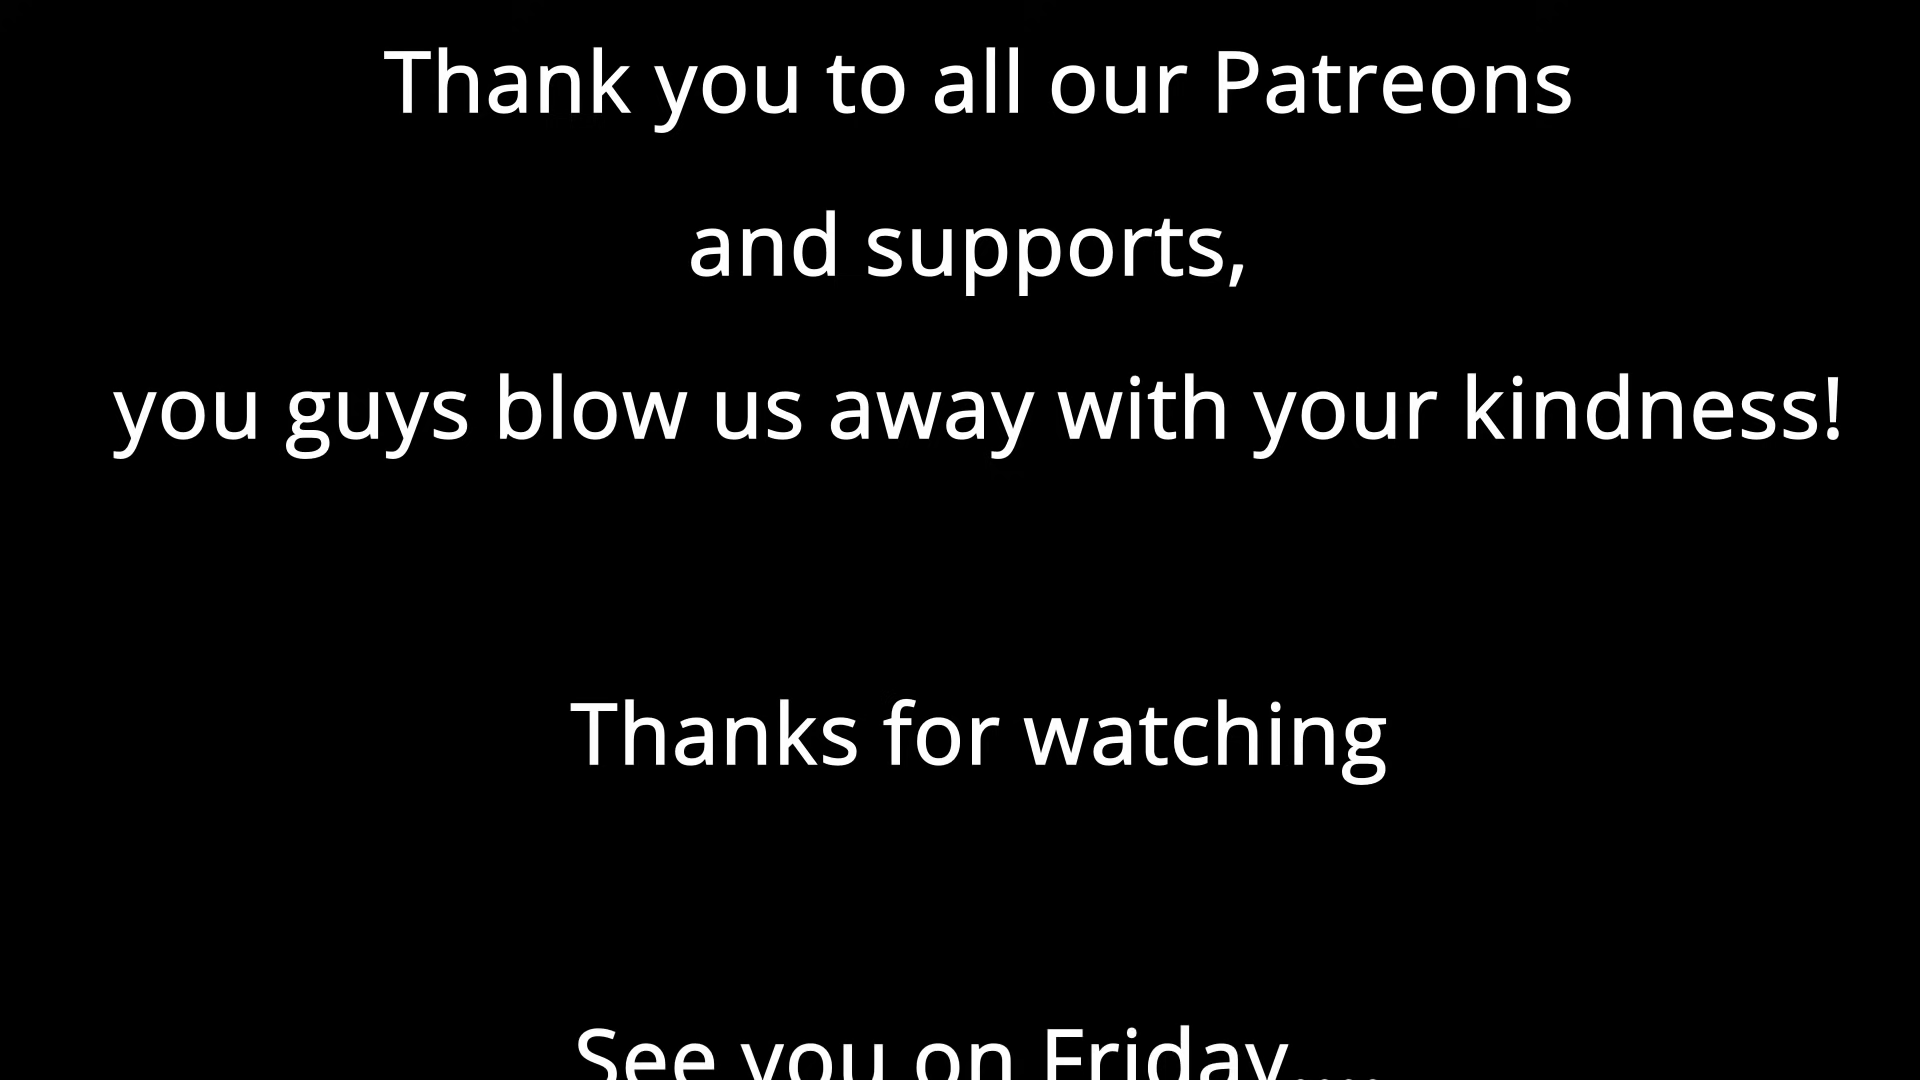 Thank you to all our Patreons
and supports,
you guys blow us away with your kindness!
Thanks for watching
See you on Friday....